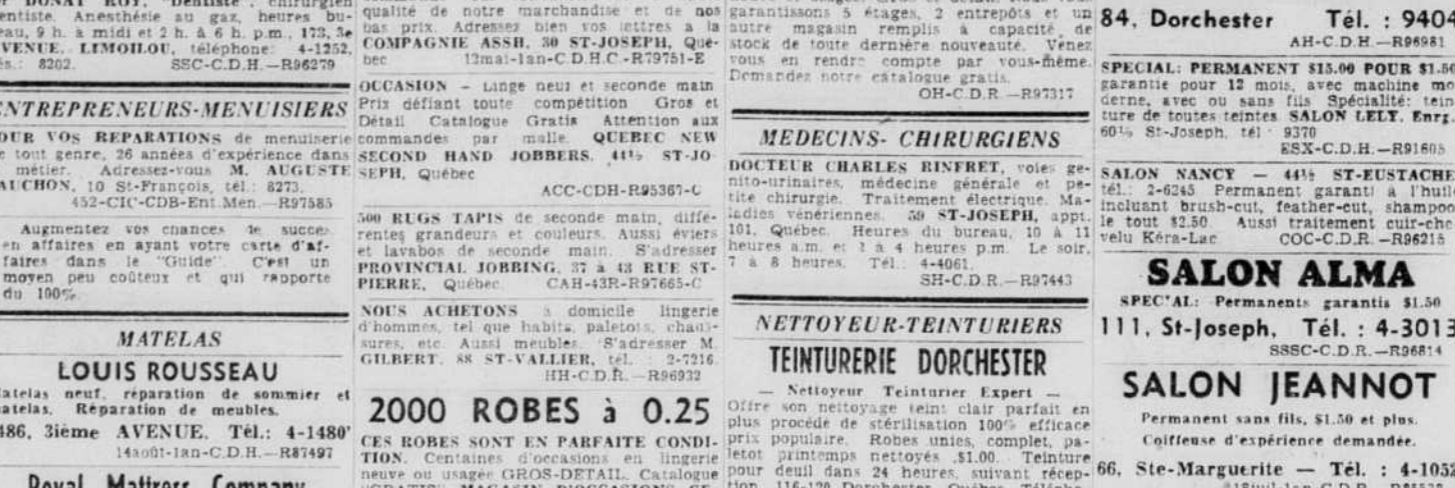 DONAT ROY, "Dentiste", chirurgien
dentiste. Anesthésie au gaz, heures bu-
reau, 9 h. à midi et 2 h. à 6 h. p.m., 173, 3e
AVENUE, LIMOILOU, téléphone: 4-1252,
rés.: 8202. SSC-C.D.H.—R96279
ENTREPRENEURS-MENUISIERS
POUR VOS REPARATIONS de menuiserie
de tout genre, 26 années d'expérience dans
métier. Adressez-vous M. AUGUSTE
FAUCHON, 10 St-François, tél.: 8273.
452-CIC-CDB-Ent.Men.—R97585
Augmentez vos chances de succès
en affaires en ayant votre carte d'af-
faires dans le "Guide". C'est un
moyen peu coûteux et qui rapporte
du 100%.
MATELAS
LOUIS ROUSSEAU
Matelas neuf, réparation de sommier et
matelas. Réparation de meubles.
486, 3ième AVENUE. Tél.: 4-1480
14août-1an-C.D.H.—R87497
Royal Mattress Company
qualité de notre marchandise et de nos
bas prix. Adressez bien vos lettres a la
COMPAGNIE ASSH, 30 ST-JOSEPH, Qué-
bec 12mai-1an-C.D.H.C.-R79751-E
OCCASION — Linge neuf et seconde main
Prix défiant toute compétition Gros et
Détail Catalogue Gratis Attention aux
commandes par malle. QUEBEC NEW
SECOND HAND JOBBERS, 44½ ST-JO
SEPH, Québec
ACC-CDH-R95367-C
500 RUGS TAPIS de seconde main, diffé-
rentes grandeurs et couleurs. Aussi éviers
et lavabos de seconde main. S'adresser
PROVINCIAL JOBBING, 37 à 43 RUE ST-
PIERRE, Québec. CAH-43R-R97665-C
NOUS ACHETONS à domicile lingerie
d'hommes, tel que habits, paletots, chaus-
sures, etc. Aussi meubles. S'adresser M.
GILBERT, 88 ST-VALLIER, tél. : 2-7216.
HH-C.D.R.—R96932
2000 ROBES à 0.25
CES ROBES SONT EN PARFAITE CONDI-
TION. Centaines d'occasions en lingerie
neuve ou usagée GROS-DETAIL. Catalogue
"GRATIS" MAGASIN D'OCCASIONS
garantissons 5 étages, 2 entrepôts et un
autre magasin remplis à capacité de
stock de toute dernière nouveauté. Venez
vous en rendre compte par vous-même.
Demandez notre catalogue gratis.
OH-C.D.R.—R97317
MEDECINS- CHIRURGIENS
DOCTEUR CHARLES RINFRET, voies gé-
nito-urinaires, médecine générale et pe-
tite chirurgie. Traitement électrique. Ma-
ladies vénériennes. 59 ST-JOSEPH, appt.
101, Québec. Heures du bureau, 10 à 11
heures a.m. et 2 à 4 heures p.m. Le soir,
7 à 8 heures. Tél.: 4-4061.
SH-C.D.R.—R97443
NETTOYEUR-TEINTURIERS
TEINTURERIE DORCHESTER
— Nettoyeur Teinturier Expert —
Offre son nettoyage teint clair parfait en
plus procédé de stérilisation 100% efficace
prix populaire. Robes unies, complet, pa-
letot printemps nettoyés .$1.00. Teinture
pour deuil dans 24 heures, suivant récep-
tion. 116-120 Dorchester, Québec.
84, Dorchester Tél. : 9404
AH-C.D.H.—R96981
SPECIAL: PERMANENT $15.00 POUR $1.50
garantie pour 12 mois, avec machine mo
derne, avec ou sans fils Spécialité: tein
ture de toutes teintes SALON LELY, Enrg.
60½ St-Joseph, tél : 9370
ESX-C.D.H.—R91605
SALON NANCY — 44½ ST-EUSTACHE
tél.: 2-6245 Permanent garanti à l'huile
incluant brush-cut, feather-cut, shampoo
le tout $2.50 Aussi traitement cuir-che
velu Kéra-Lac COC-C.D.R.—R96215
SALON ALMA
SPEC'AL: Permanents garantis $1.50
111, St-Joseph, Tél. : 4-3013
SSSC-C.D.R.—R96814
SALON JEANNOT
Permanent sans fils, $1.50 et plus.
Coiffeuse d'expérience demandée.
66, Ste-Marguerite — Tél. : 4-1052